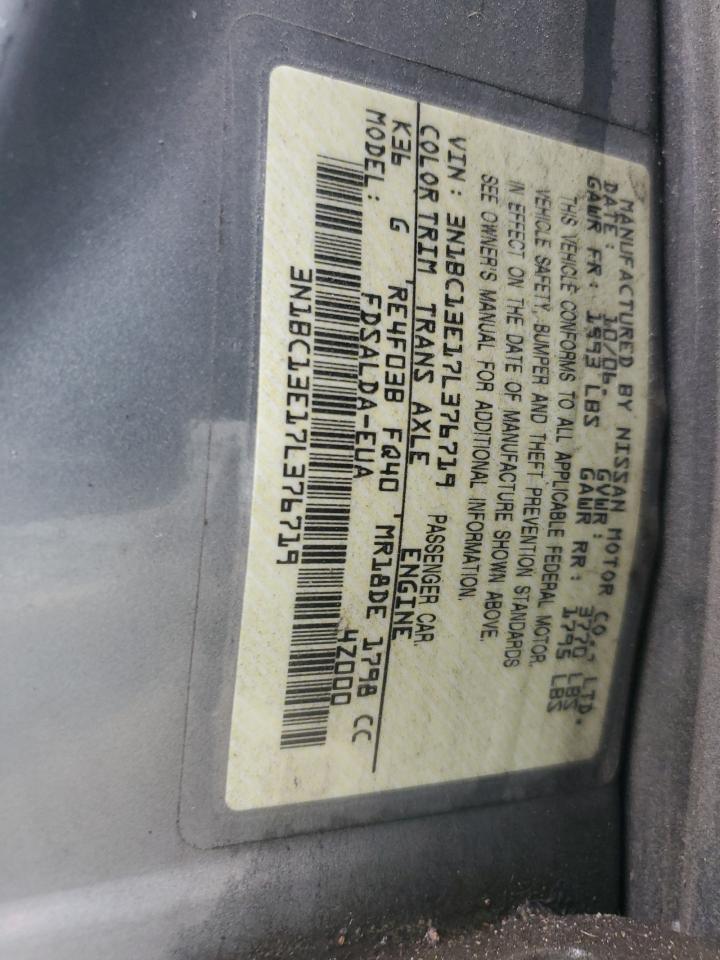 MANUFACTURED BY NISSAN MOTOR CO., LTD.
DATE: 10/06 GVWR: 3770 LBS
GAWR FR: 1993 LBS GAWR RR: 1795 LBS
THIS VEHICLE CONFORMS TO ALL APPLICABLE FEDERAL MOTOR
VEHICLE SAFETY, BUMPER AND THEFT PREVENTION STANDARDS
IN EFFECT ON THE DATE OF MANUFACTURE SHOWN ABOVE.
SEE OWNER'S MANUAL FOR ADDITIONAL INFORMATION.
VIN: 3N1BC13E17L376719 PASSENGER CAR.
COLOR TRIM TRANS AXLE ENGINE
K36 G RE4F03B FQ40 MR18DE 1798 CC
MODEL: FDSALDA-EUA 4Z000
3N1BC13E17L376719